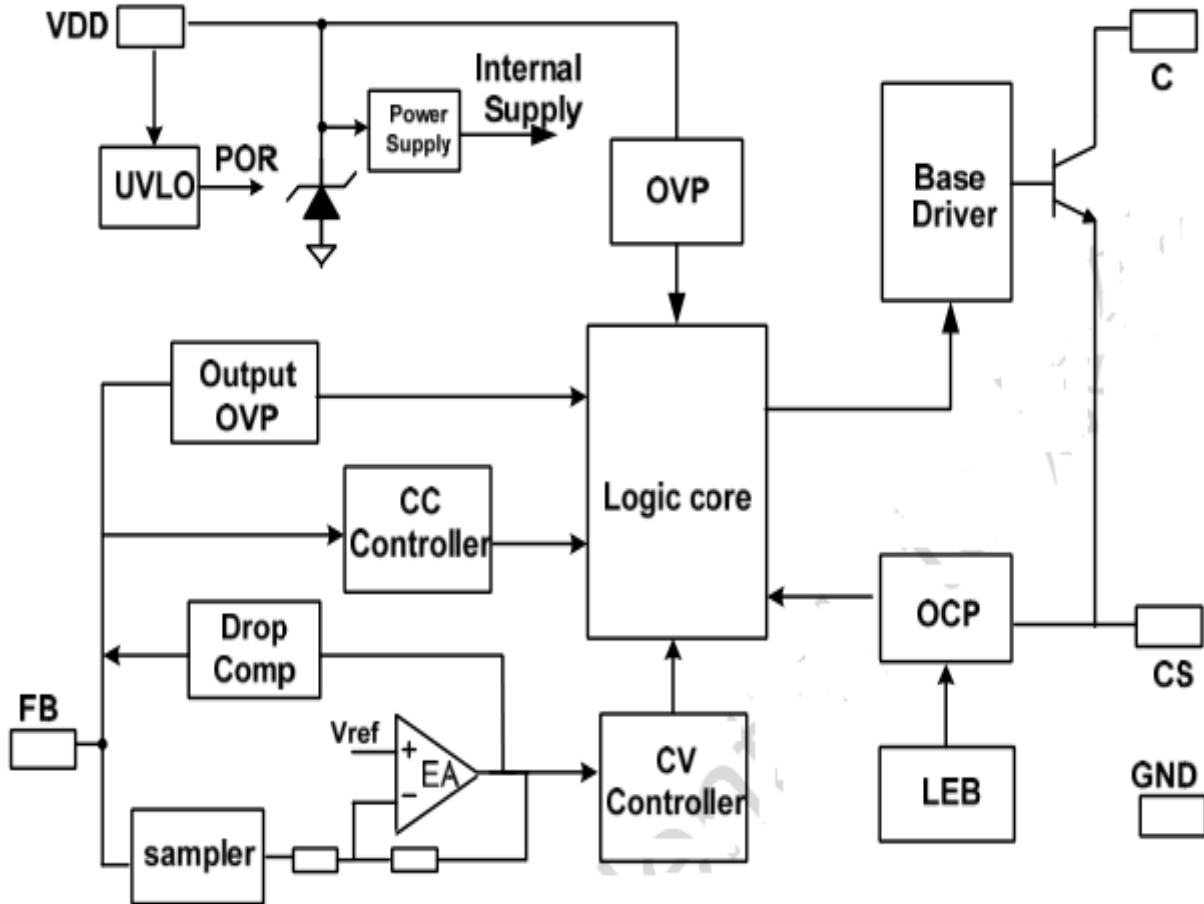 VDD
C
Internal
Supply
Power
Supply
UVLO
POR
OVP
Base
Driver
Output
OVP
CC
Controller
Logic core
Drop
Comp
OCP
CS
FB
Vref
+
EA
-
CV
Controller
LEB
GND
sampler